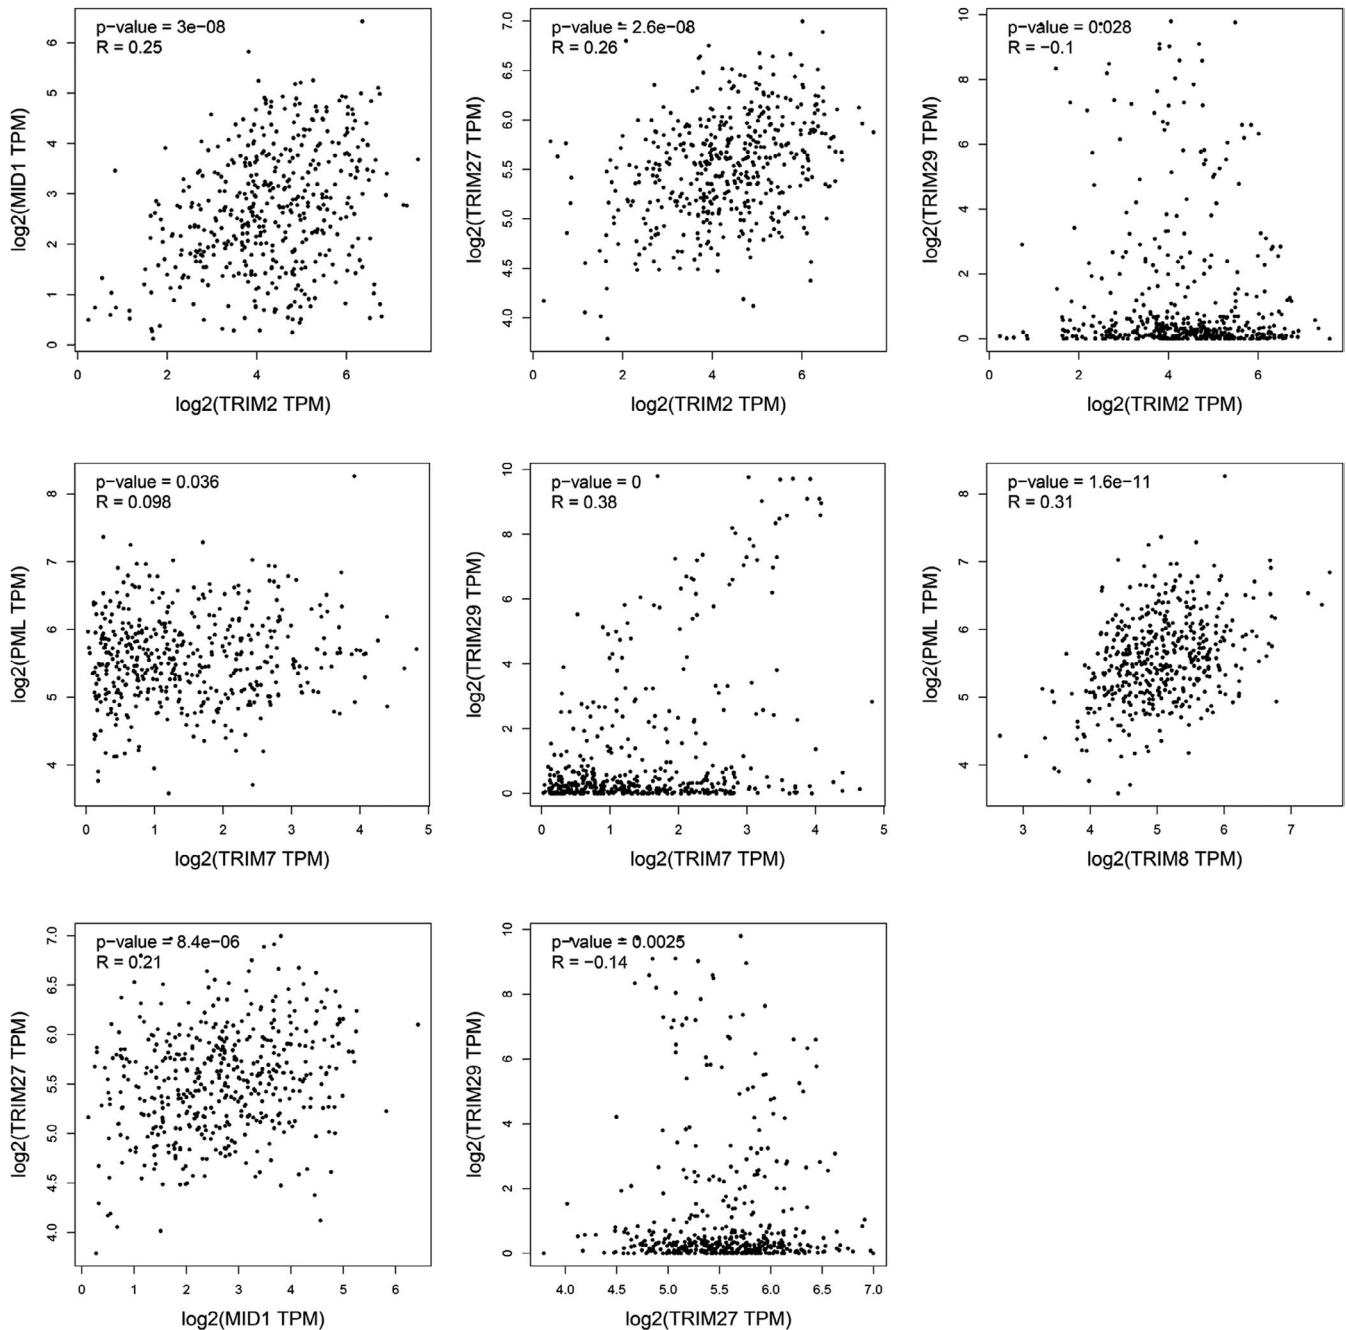 p−value = 3e−08
R = 0.25
log2(MID1 TPM)
0 1 2 3 4 5 6
0 2 4 6
log2(TRIM2 TPM)
p−value = 2.6e−08
R = 0.26
log2(TRIM27 TPM)
4.0 4.5 5.0 5.5 6.0 6.5 7.0
0 2 4 6
log2(TRIM2 TPM)
p−value = 0.028
R = −0.1
log2(TRIM29 TPM)
0 2 4 6 8 10
0 2 4 6
log2(TRIM2 TPM)
p−value = 0.036
R = 0.098
log2(PML TPM)
4 5 6 7 8
0 1 2 3 4 5
log2(TRIM7 TPM)
p−value = 0
R = 0.38
log2(TRIM29 TPM)
0 2 4 6 8 10
0 1 2 3 4 5
log2(TRIM7 TPM)
p−value = 1.6e−11
R = 0.31
log2(PML TPM)
4 5 6 7 8
3 4 5 6 7
log2(TRIM8 TPM)
p−value = 8.4e−06
R = 0.21
log2(TRIM27 TPM)
4.0 4.5 5.0 5.5 6.0 6.5 7.0
0 1 2 3 4 5 6
log2(MID1 TPM)
p−value = 0.0025
R = −0.14
log2(TRIM29 TPM)
0 2 4 6 8 10
4.0 4.5 5.0 5.5 6.0 6.5 7.0
log2(TRIM27 TPM)